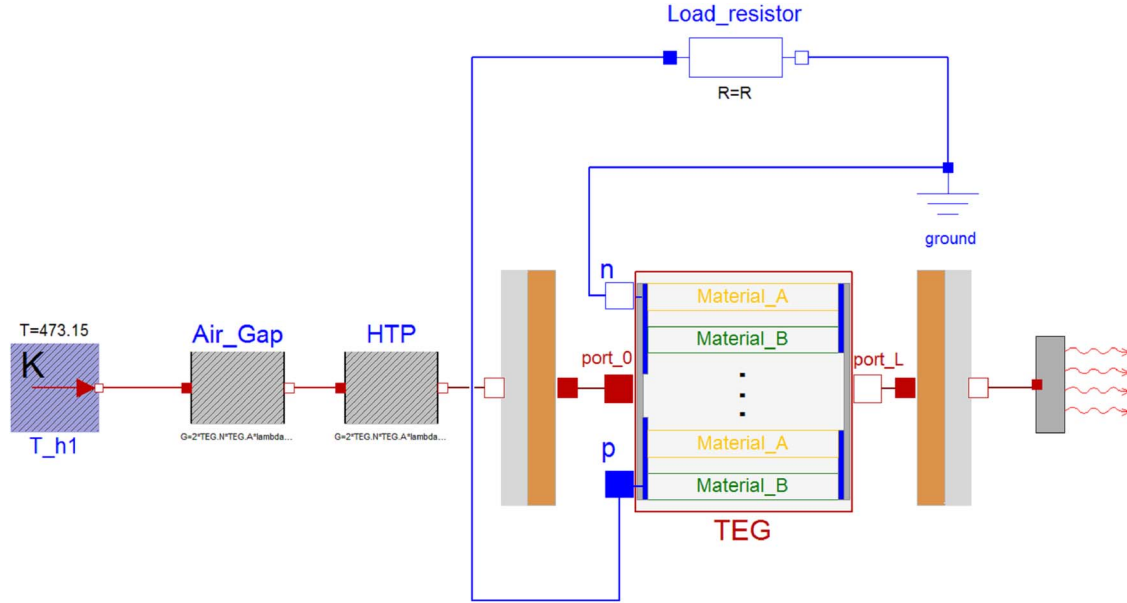 Load_resistor
R=R
ground
n
T=473.15
K
Air_Gap
HTP
Material_A
Material_B
port_0
port_L
G=2*TEG.N*TEG.A*lambda...
G=2*TEG.N*TEG.A*lambda...
T_h1
p
Material_A
Material_B
TEG